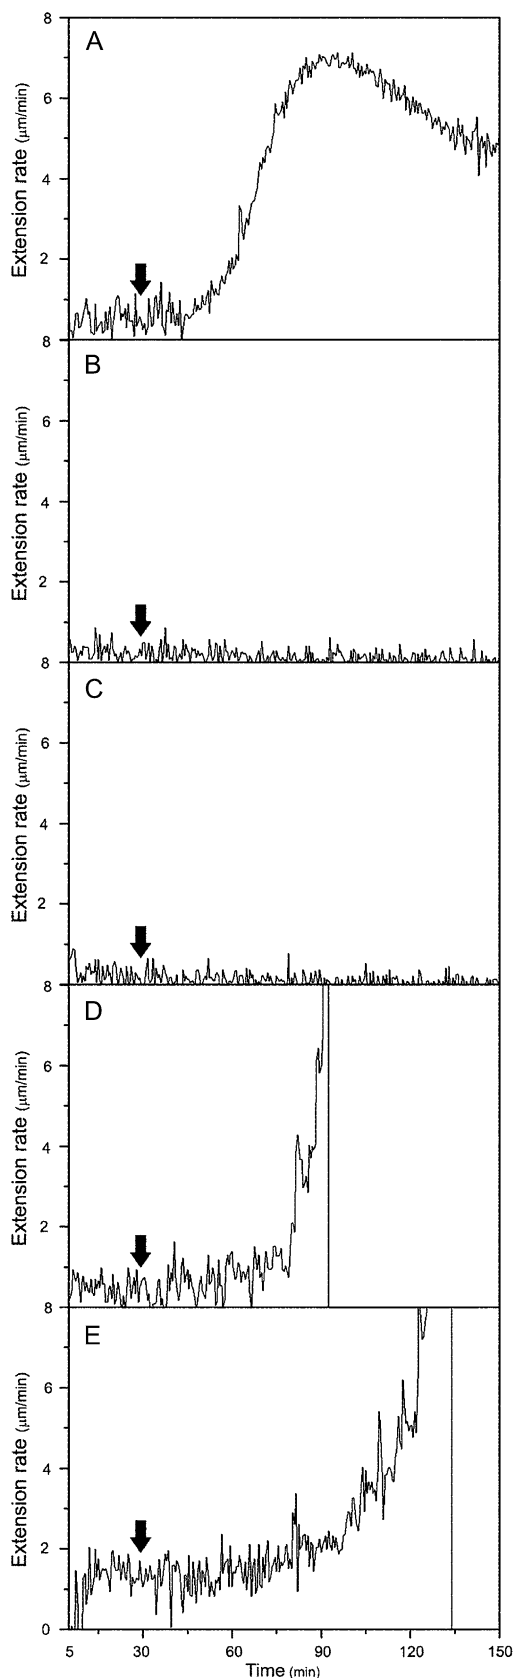 8
A
6
4
2
Extension rate (μm/min)
8
B
6
4
2
Extension rate (μm/min)
8
C
6
4
2
Extension rate (μm/min)
8
D
6
4
2
Extension rate (μm/min)
8
E
6
4
2
0
Extension rate (μm/min)
5 30 60 90 120 150
Time (min)